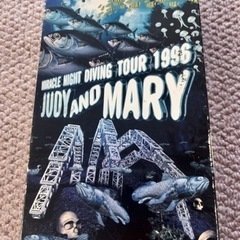 MIRACLE NIGHT DIVING TOUR 1996
JUDY AND MARY